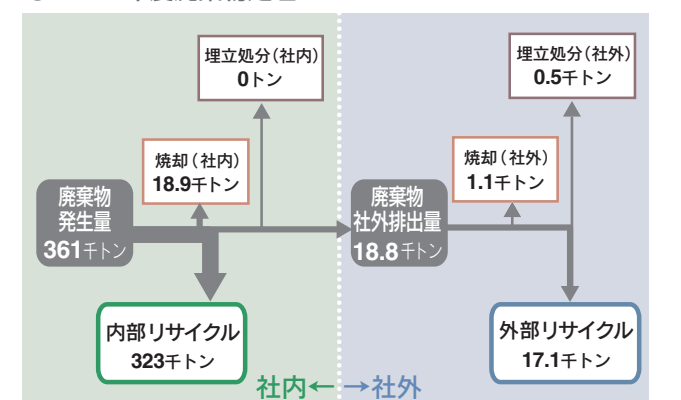 埋立処分（社内）
0トン
埋立処分（社外）
0.5千トン
焼却（社内）
18.9千トン
焼却（社外）
1.1千トン
廃棄物
発生量
361千トン
廃棄物
社外排出量
18.8千トン
内部リサイクル
323千トン
外部リサイクル
17.1千トン
社内← →社外